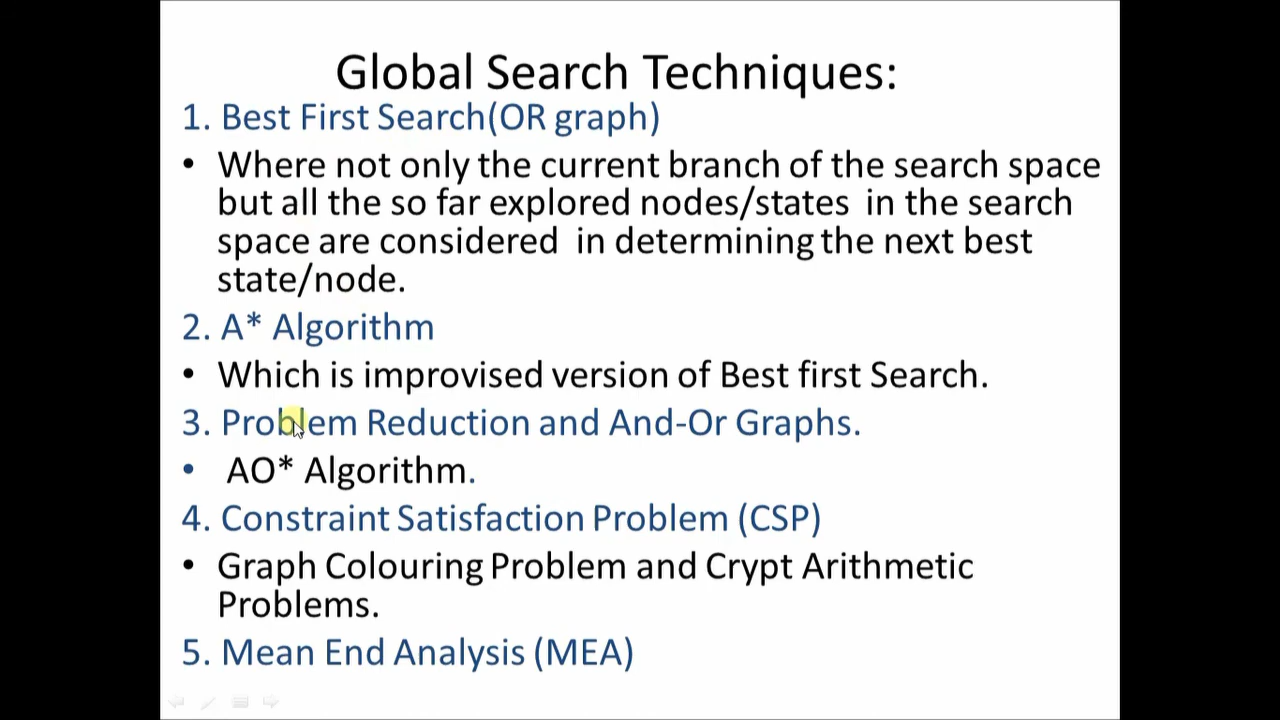 Global Search Techniques:
1. Best First Search(OR graph)
• Where not only the current branch of the search space
but all the so far explored nodes/states in the search
space are considered in determining the next best
state/node.
2. A* Algorithm
• Which is improvised version of Best first Search.
3. Problem Reduction and And-Or Graphs.
• AO* Algorithm.
4. Constraint Satisfaction Problem (CSP)
• Graph Colouring Problem and Crypt Arithmetic
Problems.
5. Mean End Analysis (MEA)